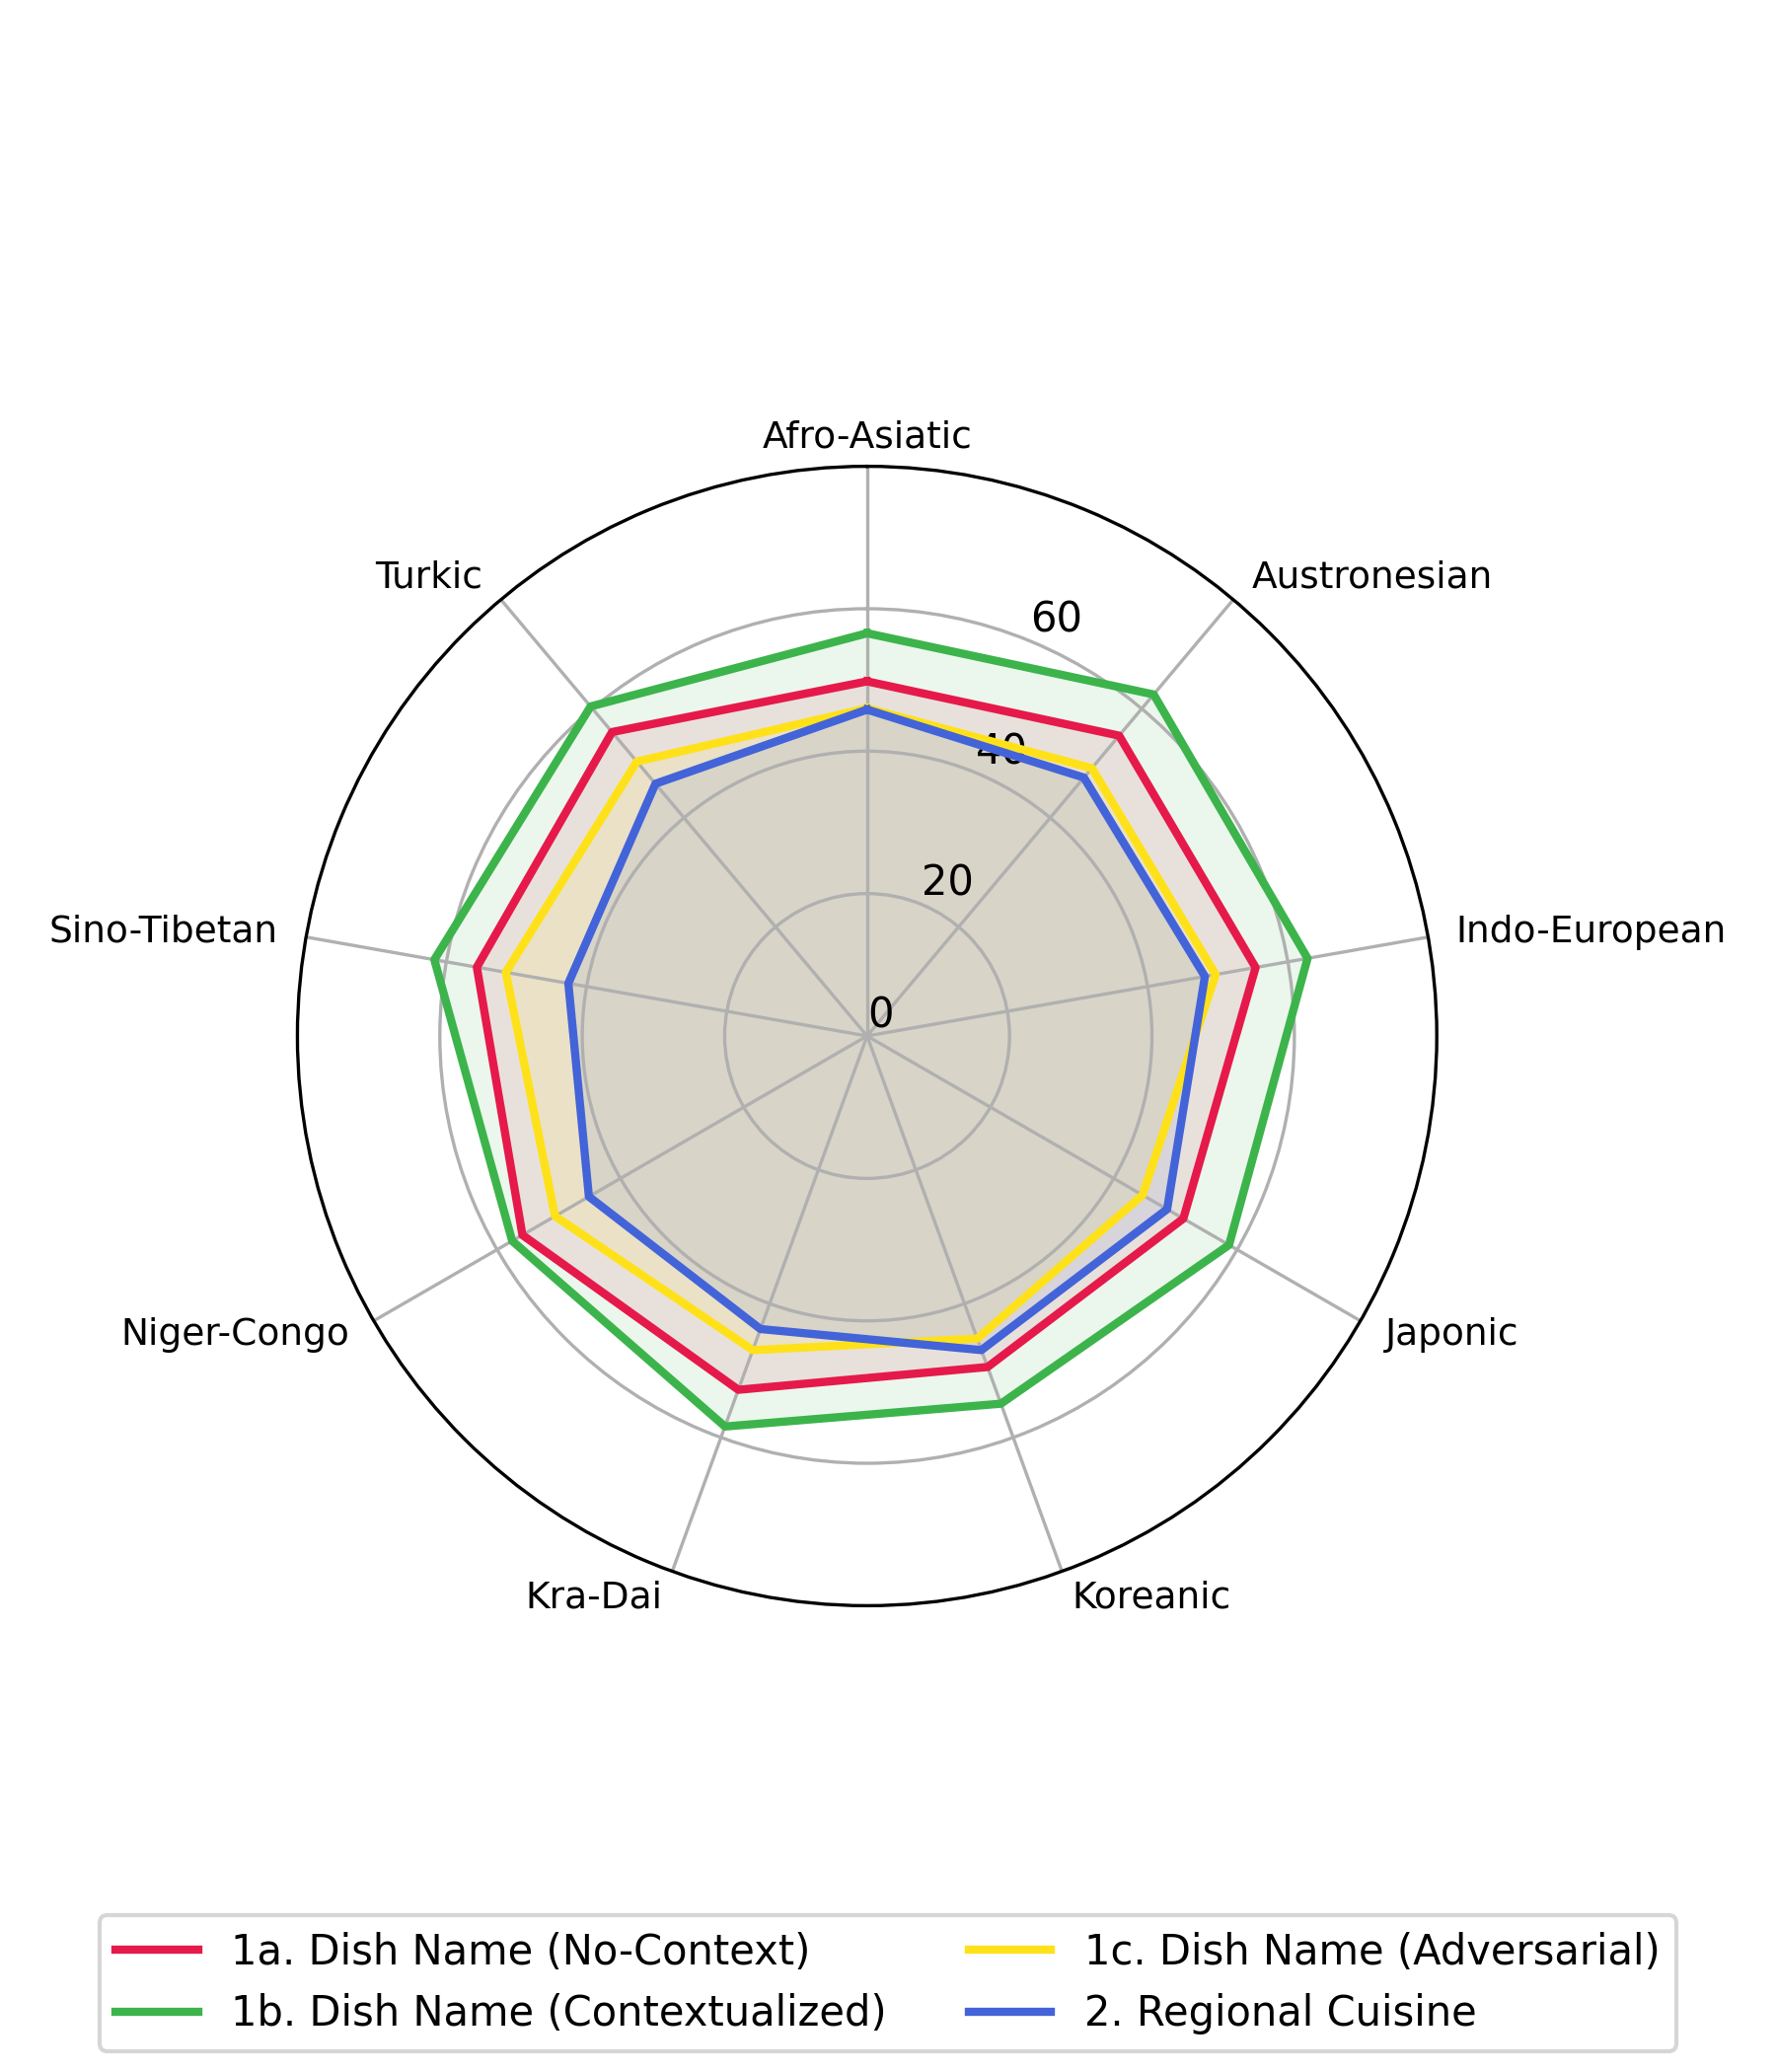 Afro-Asiatic
Turkic
Austronesian
60
40
20
Sino-Tibetan
Indo-European
0
Niger-Congo
Japonic
Kra-Dai
Koreanic
1a. Dish Name (No-Context)
1b. Dish Name (Contextualized)
1c. Dish Name (Adversarial)
2. Regional Cuisine